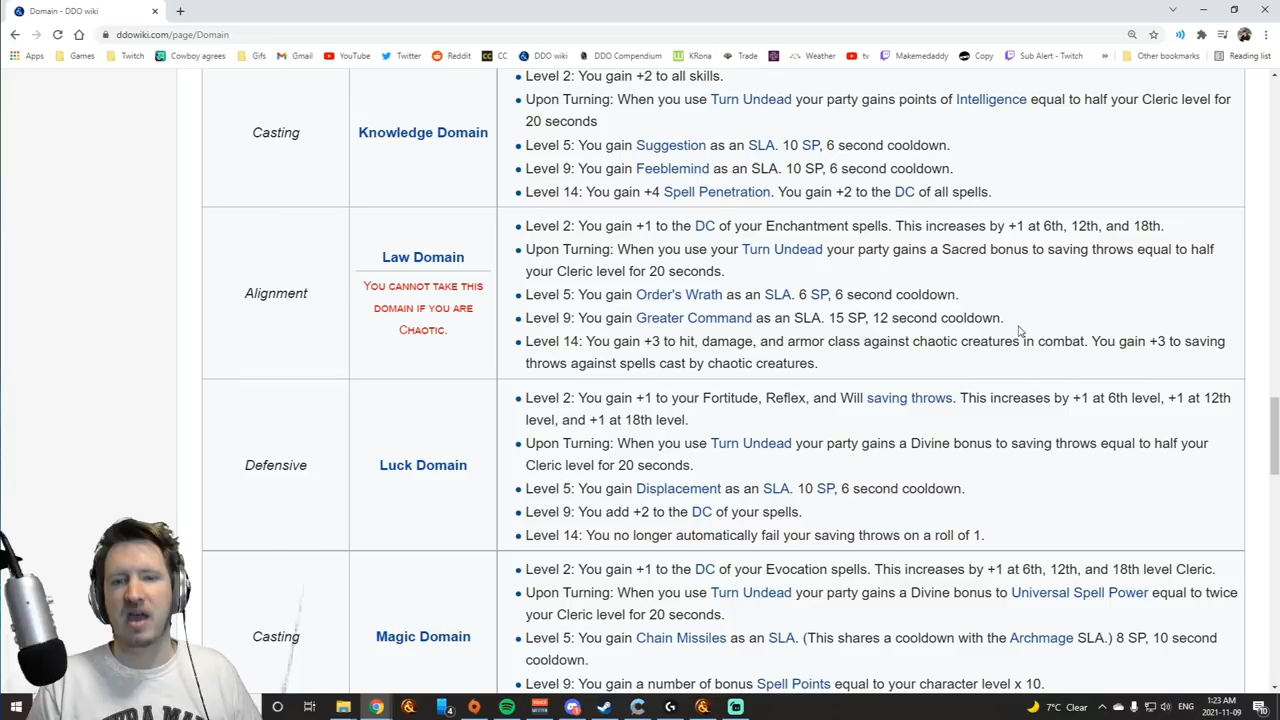 Domain - DDO wiki
ddowiki.com/page/Domain
Apps Games Twitch Cowboy agrees Gifs Gmail YouTube Twitter Reddit CC DDO wiki DDO Compendium KRona Trade Weather tv Makemedaddy Copy Sub Alert - Twitch » Other bookmarks Reading list
• Level 2: You gain +2 to all skills.
Casting
Knowledge Domain
• Upon Turning: When you use Turn Undead your party gains points of Intelligence equal to half your Cleric level for
20 seconds
• Level 5: You gain Suggestion as an SLA. 10 SP, 6 second cooldown.
• Level 9: You gain Feeblemind as an SLA. 10 SP, 6 second cooldown.
• Level 14: You gain +4 Spell Penetration. You gain +2 to the DC of all spells.
Alignment
Law Domain
You cannot take this
domain if you are
Chaotic.
• Level 2: You gain +1 to the DC of your Enchantment spells. This increases by +1 at 6th, 12th, and 18th.
• Upon Turning: When you use your Turn Undead your party gains a Sacred bonus to saving throws equal to half
your Cleric level for 20 seconds.
• Level 5: You gain Order's Wrath as an SLA. 6 SP, 6 second cooldown.
• Level 9: You gain Greater Command as an SLA. 15 SP, 12 second cooldown.
• Level 14: You gain +3 to hit, damage, and armor class against chaotic creatures in combat. You gain +3 to saving
throws against spells cast by chaotic creatures.
Defensive
Luck Domain
• Level 2: You gain +1 to your Fortitude, Reflex, and Will saving throws. This increases by +1 at 6th level, +1 at 12th
level, and +1 at 18th level.
• Upon Turning: When you use Turn Undead your party gains a Divine bonus to saving throws equal to half your
Cleric level for 20 seconds.
• Level 5: You gain Displacement as an SLA. 10 SP, 6 second cooldown.
• Level 9: You add +2 to the DC of your spells.
• Level 14: You no longer automatically fail your saving throws on a roll of 1.
Casting
Magic Domain
• Level 2: You gain +1 to the DC of your Evocation spells. This increases by +1 at 6th, 12th, and 18th level Cleric.
• Upon Turning: When you use Turn Undead your party gains a Divine bonus to Universal Spell Power equal to twice
your Cleric level for 20 seconds.
• Level 5: You gain Chain Missiles as an SLA. (This shares a cooldown with the Archmage SLA.) 8 SP, 10 second
cooldown.
• Level 9: You gain a number of bonus Spell Points equal to your character level x 10.
7°C Clear
ENG
1:23 AM
2021-11-09